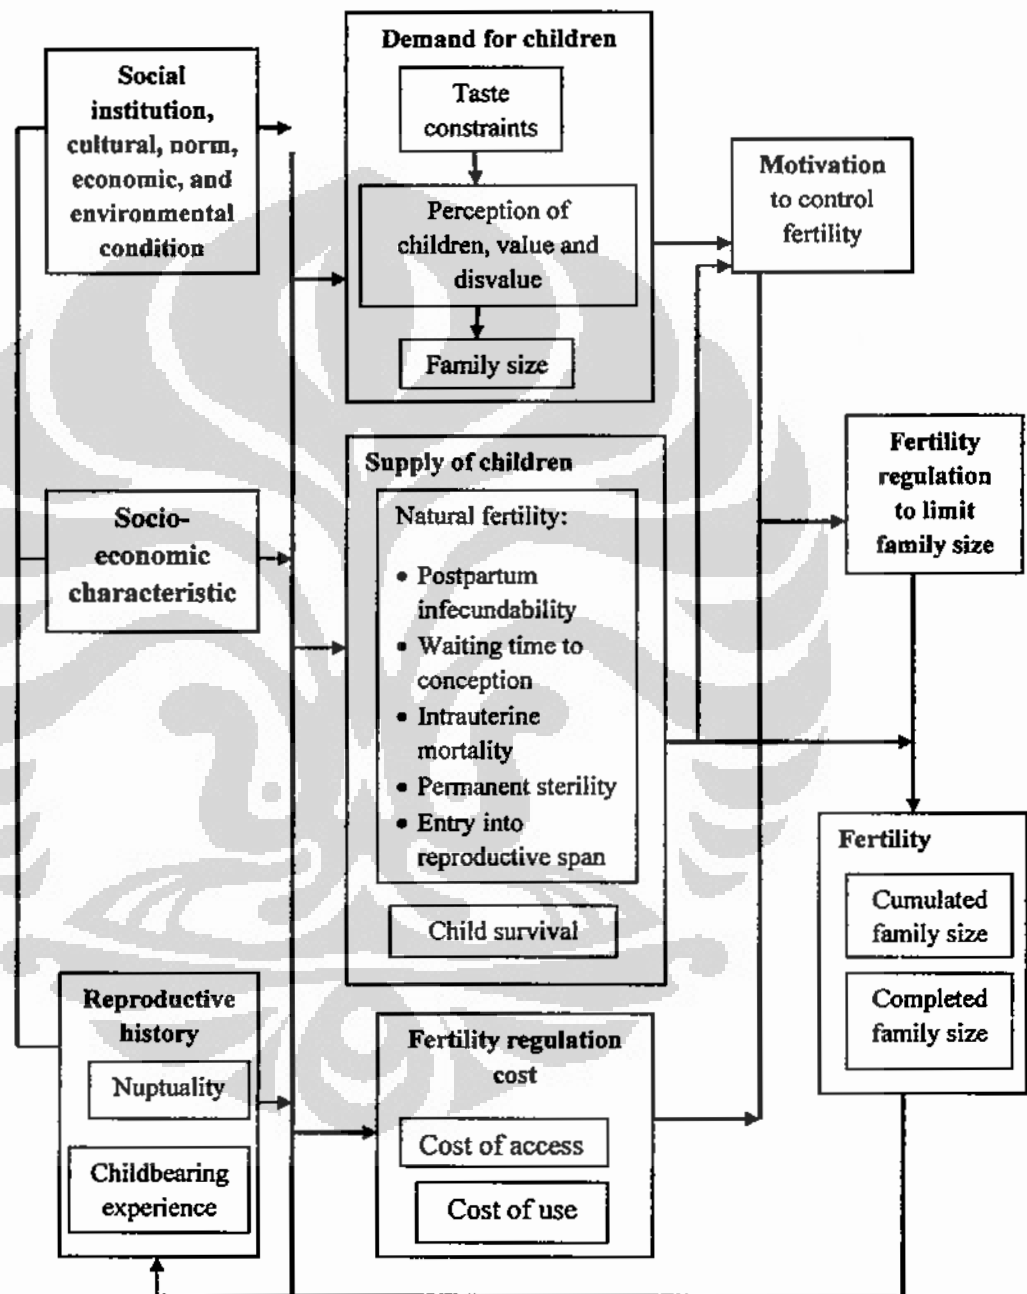 Social
institution,
cultural, norm,
economic, and
environmental
condition
Socio-
economic
characteristic
Reproductive
history
Nuptuality
Childbearing
experience
Demand for children
Taste
constraints
Perception of
children, value and
disvalue
Family size
Supply of children
Natural fertility:
• Postpartum
infecundability
• Waiting time to
conception
• Intrauterine
mortality
• Permanent sterility
• Entry into
reproductive span
Child survival
Fertility regulation
cost
Cost of access
Cost of use
Motivation
to control
fertility
Fertility
regulation
to limit
family size
Fertility
Cumulated
family size
Completed
family size